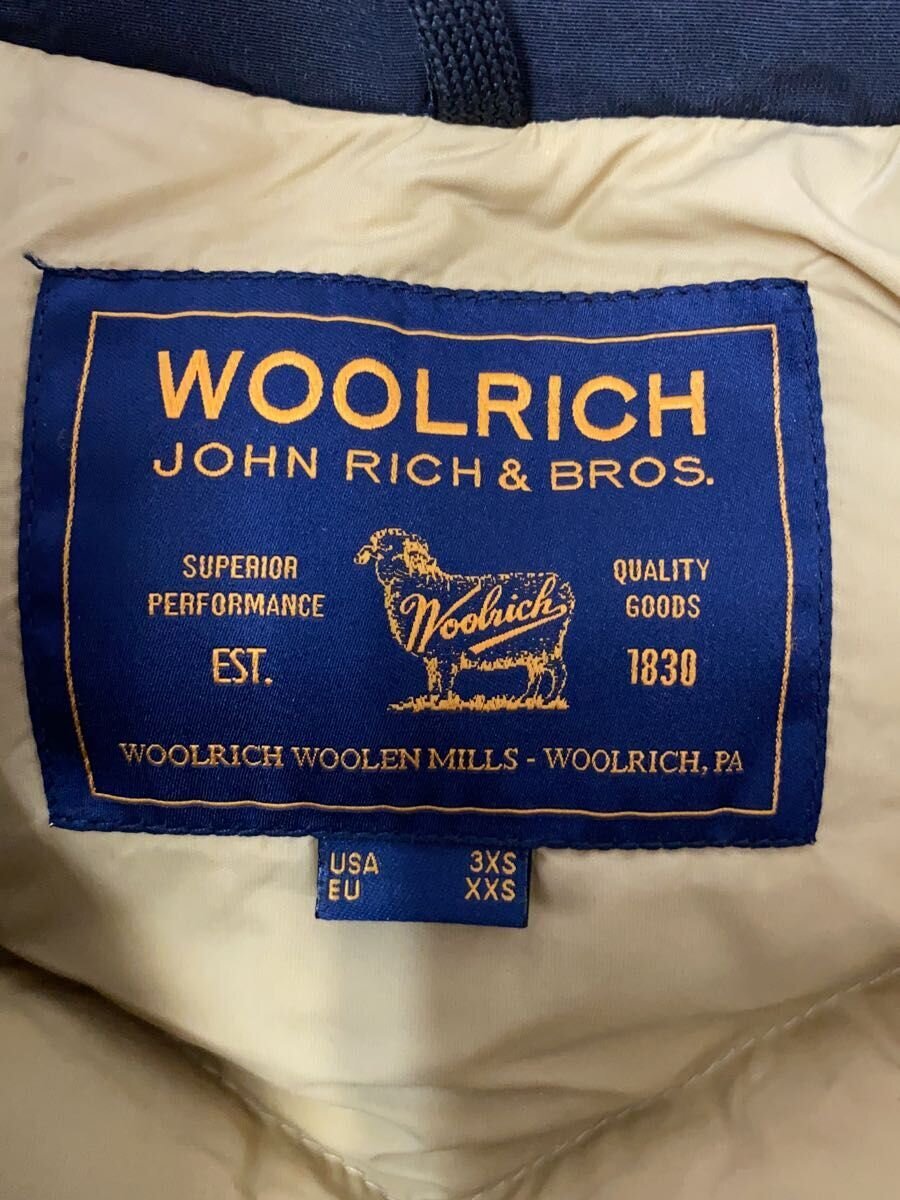 WOOLRICH
JOHN RICH & BROS.
SUPERIOR
PERFORMANCE
EST.
Woolrich
QUALITY
GOODS
1830
WOOLRICH WOOLEN MILLS - WOOLRICH, PA
USA 3XS
EU XXS